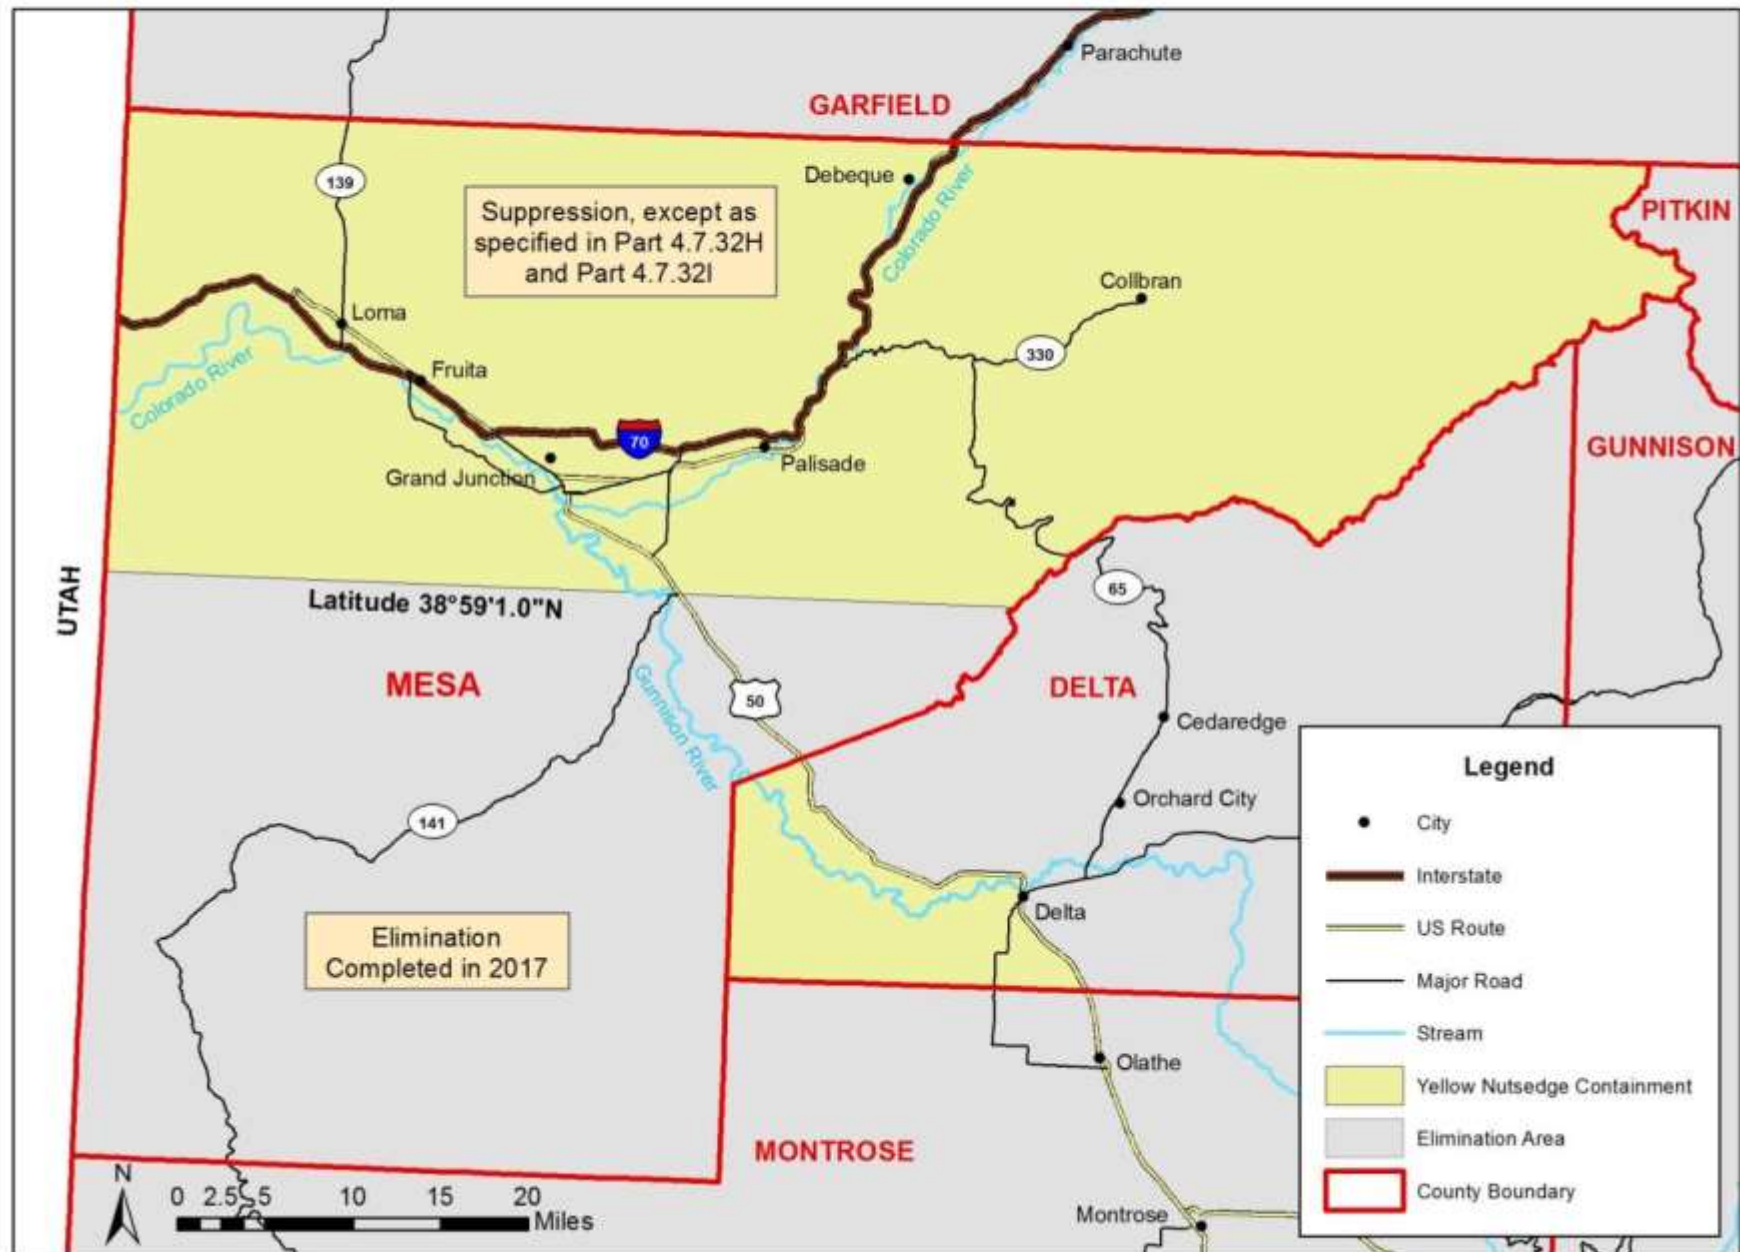 Parachute
GARFIELD
Debeque
139
PITKIN
Suppression, except as
specified in Part 4.7.32H
and Part 4.7.32I
Colorado River
Collbran
Loma
330
Colorado River
Fruita
70
GUNNISON
Palisade
Grand Junction
UTAH
65
Latitude 38°59'1.0"N
MESA
Gunnison River
50
DELTA
Cedaredge
Orchard City
141
Delta
Elimination
Completed in 2017
Olathe
MONTROSE
Montrose
N
0 2.5 5 10 15 20
Miles
Legend
City
Interstate
US Route
Major Road
Stream
Yellow Nutsedge Containment
Elimination Area
County Boundary